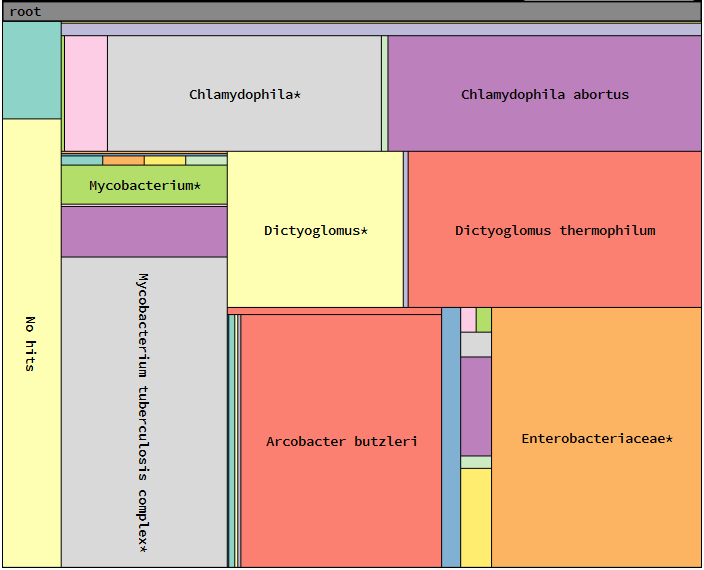 root
Chlamydophila*
Chlamydophila abortus
Mycobacterium*
Dictyoglomus*
Dictyoglomus thermophilum
No hits
Mycobacterium tuberculosis complex*
Arcobacter butzleri
Enterobacteriaceae*